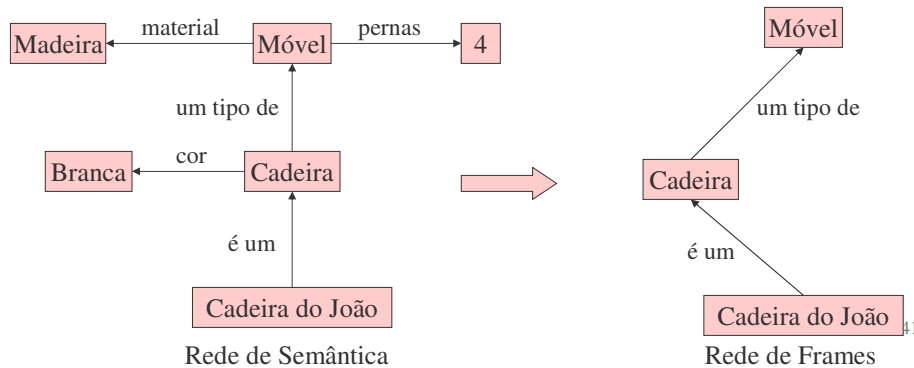 Madeira
material
Móvel
pernas
4
um tipo de
Branca
cor
Cadeira
é um
Cadeira do João
Rede de Semântica
Móvel
um tipo de
Cadeira
é um
Cadeira do João
41
Rede de Frames